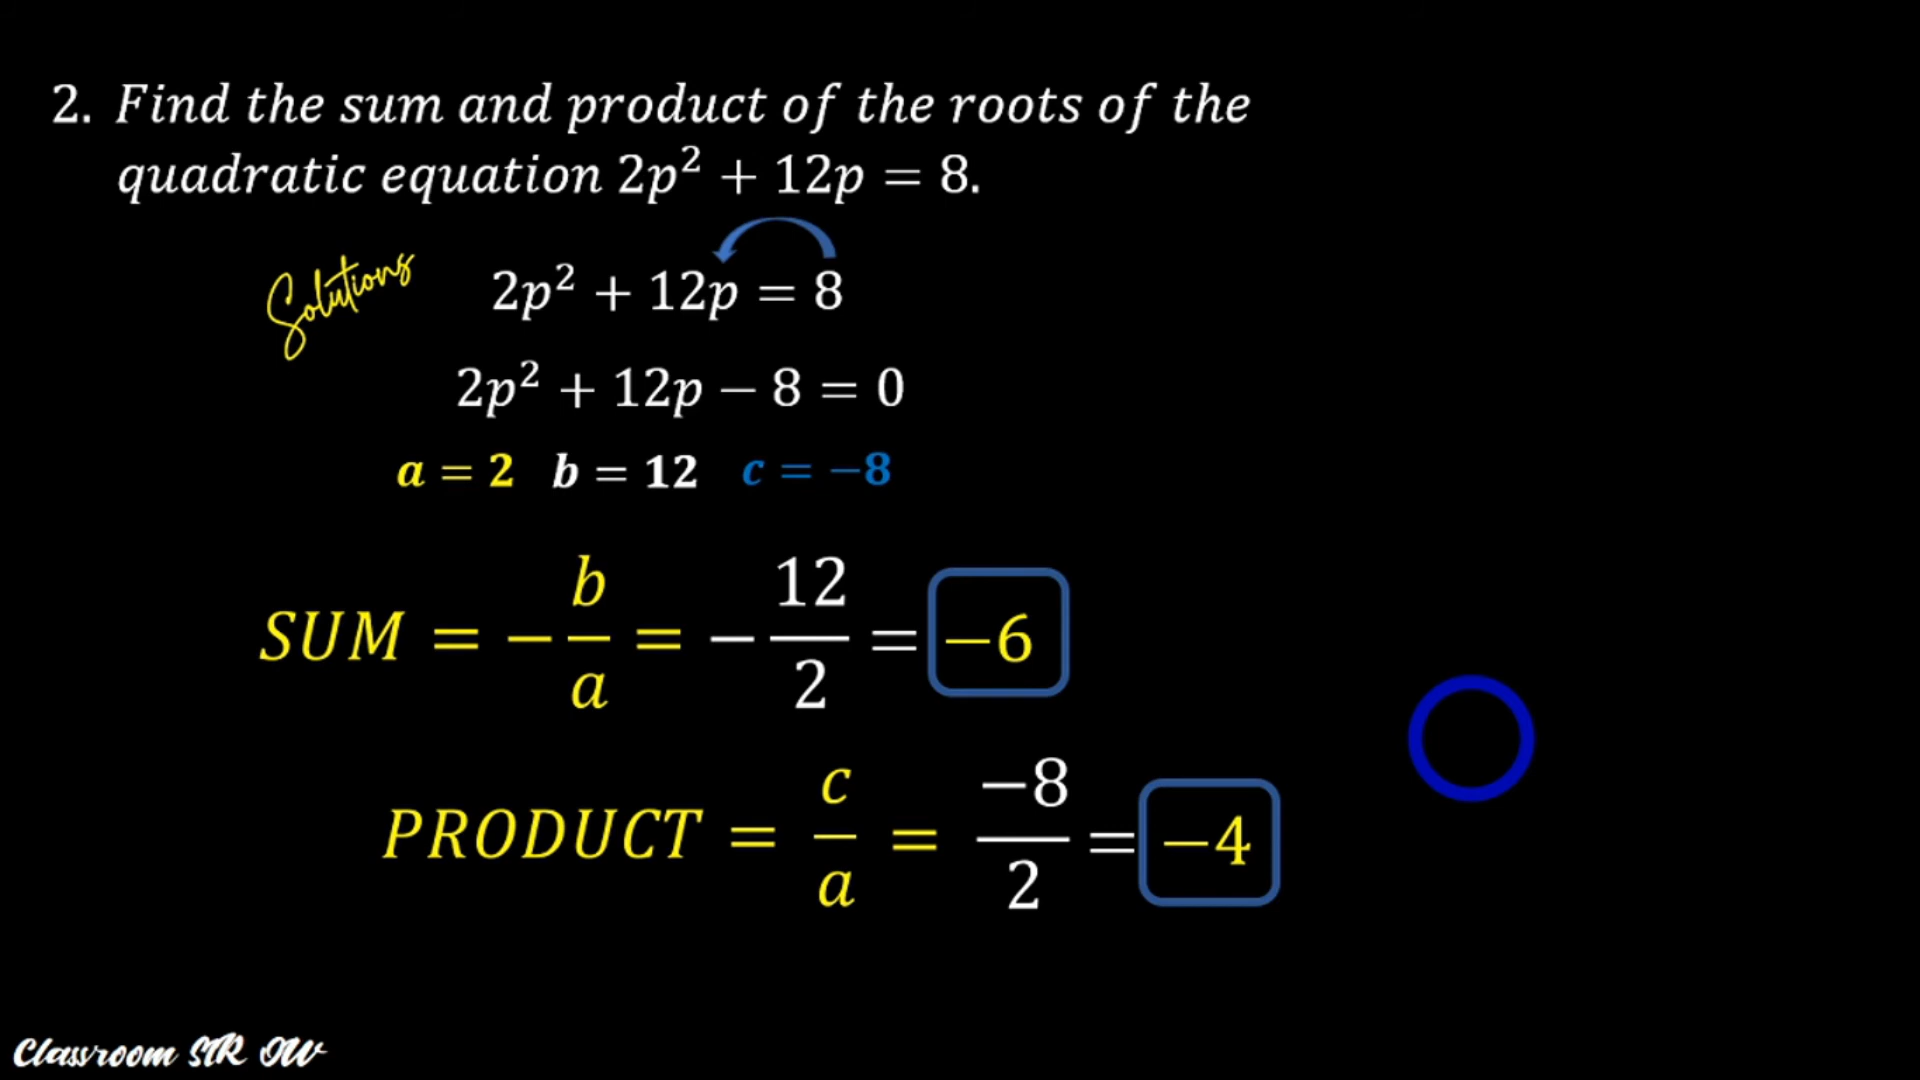 2. Find the sum and product of the roots of the
quadratic equation 2p² + 12p = 8.
Solutions
2p² + 12p = 8
2p² + 12p − 8 = 0
a = 2 b = 12 c = −8
SUM = −b/a = −12/2 = −6
PRODUCT = c/a = −8/2 = −4
Classroom SIR OW